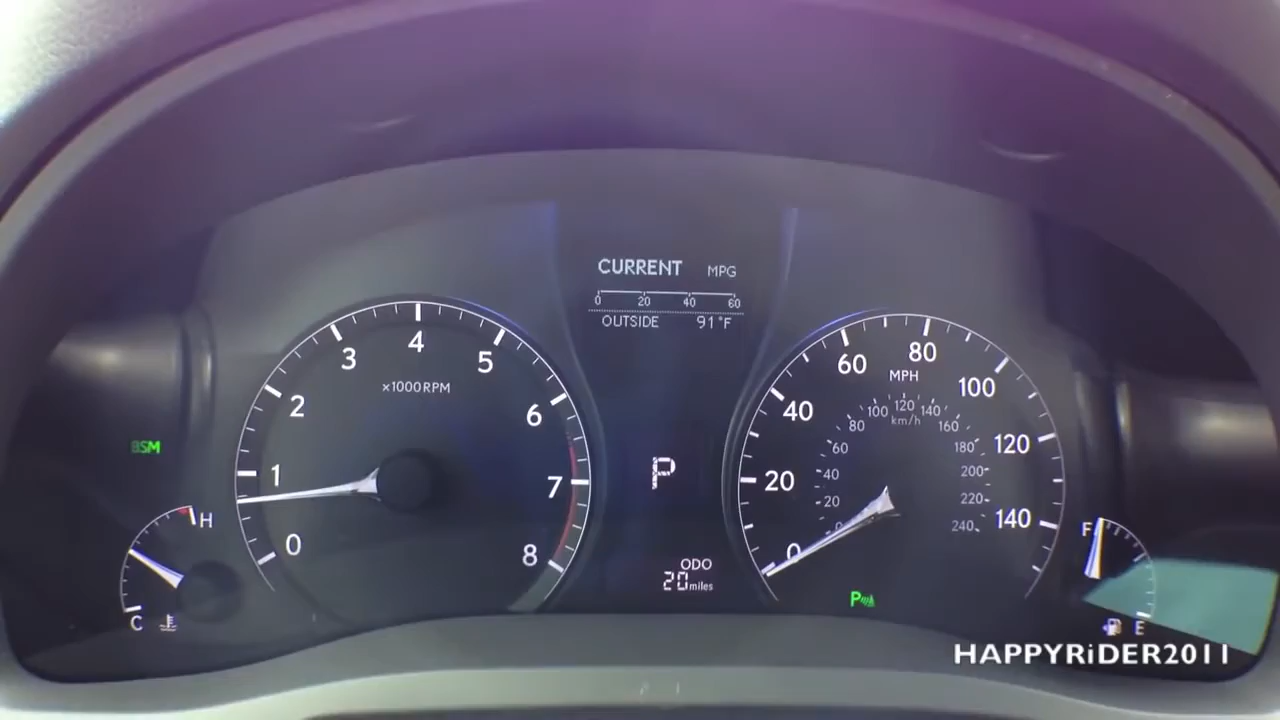 CURRENT MPG
0 20 40 60
OUTSIDE 91°F
0 1 2 3 4 5 6 7 8
×1000RPM
0 20 40 60 80 100 120 140
MPH
0 20 40 60 80 100 120 140 160 180 200 220 240
km/h
BSM
P
H
C
F
E
ODO
20 miles
P
HAPPYRiDER2011